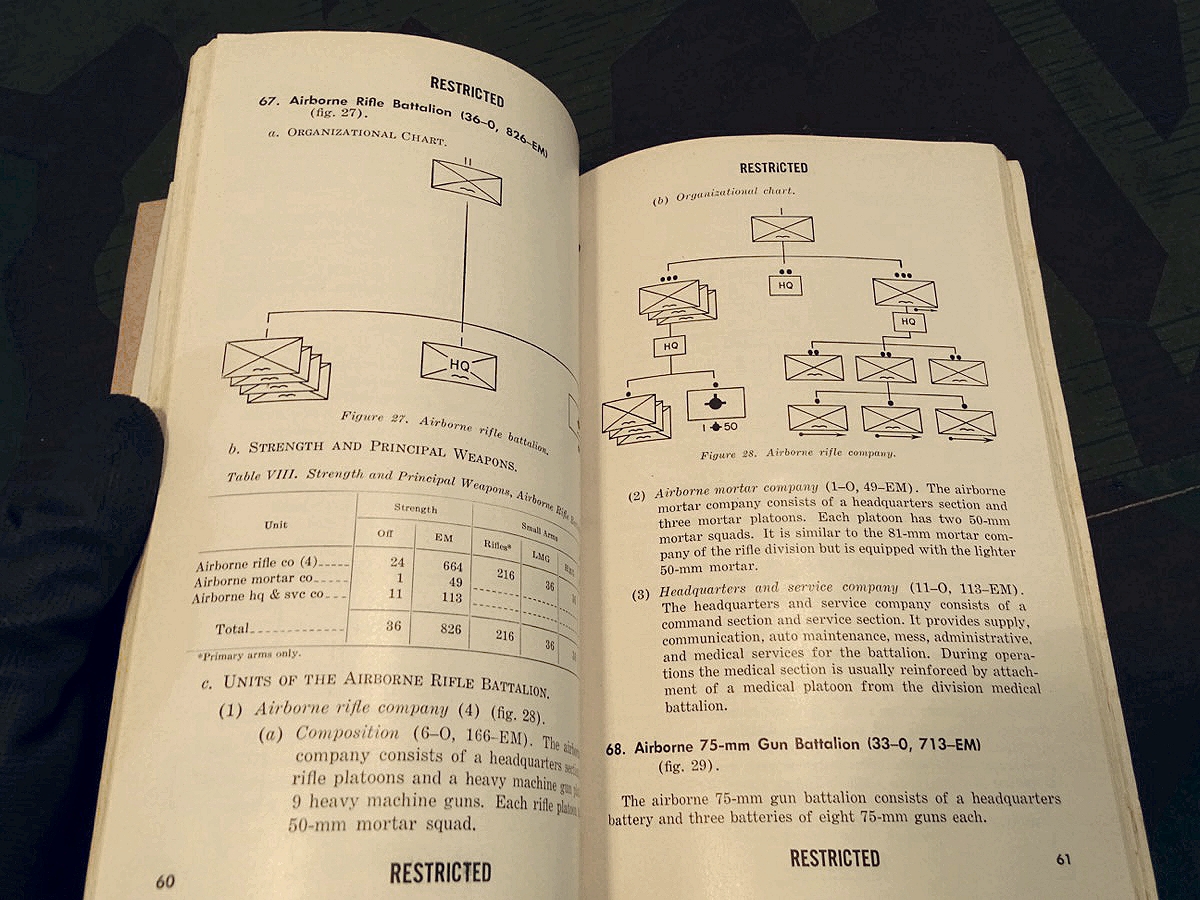 RESTRICTED
67. Airborne Rifle Battalion (36–O, 826–EM)
(fig. 27).
a. ORGANIZATIONAL CHART.
HQ
Figure 27. Airborne rifle battalion.
b. STRENGTH AND PRINCIPAL WEAPONS.
Table VIII. Strength and Principal Weapons, Airborne Rifle
Unit Strength Small Arms
Off EM Rifles* LMG
Airborne rifle co (4) 24 664 216 36
Airborne mortar co 1 49
Airborne hq & svc co 11 113
Total 36 826 216 36
*Primary arms only.
c. UNITS OF THE AIRBORNE RIFLE BATTALION.
(1) Airborne rifle company (4) (fig. 28).
(a) Composition (6–O, 166–EM). The
company consists of a headquarters
rifle platoons and a heavy machine gun
9 heavy machine guns. Each rifle
50-mm mortar squad.
60
RESTRICTED
RESTRICTED
(b) Organizational chart.
HQ
HQ
HQ
1 50
Figure 28. Airborne rifle company.
(2) Airborne mortar company (1–O, 49–EM). The airborne
mortar company consists of a headquarters section and
three mortar platoons. Each platoon has two 50-mm
mortar squads. It is similar to the 81-mm mortar com-
pany of the rifle division but is equipped with the lighter
50-mm mortar.
(3) Headquarters and service company (11–O, 113–EM).
The headquarters and service company consists of a
command section and service section. It provides supply,
communication, auto maintenance, mess, administrative,
and medical services for the battalion. During opera-
tions the medical section is usually reinforced by attach-
ment of a medical platoon from the division medical
battalion.
68. Airborne 75-mm Gun Battalion (33–O, 713–EM)
(fig. 29).
The airborne 75-mm gun battalion consists of a headquarters
battery and three batteries of eight 75-mm guns each.
RESTRICTED
61